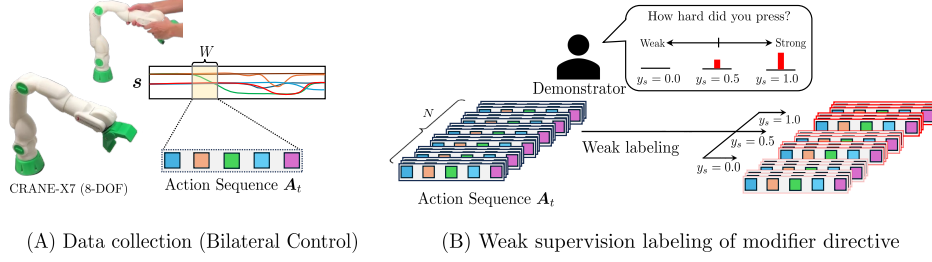 W
s
CRANE-X7 (8-DOF)
Action Sequence A_t
(A) Data collection (Bilateral Control)
How hard did you press?
Weak
Strong
y_s = 0.0
y_s = 0.5
y_s = 1.0
Demonstrator
N
Action Sequence A_t
Weak labeling
y_s = 1.0
y_s = 0.5
y_s = 0.0
(B) Weak supervision labeling of modifier directive